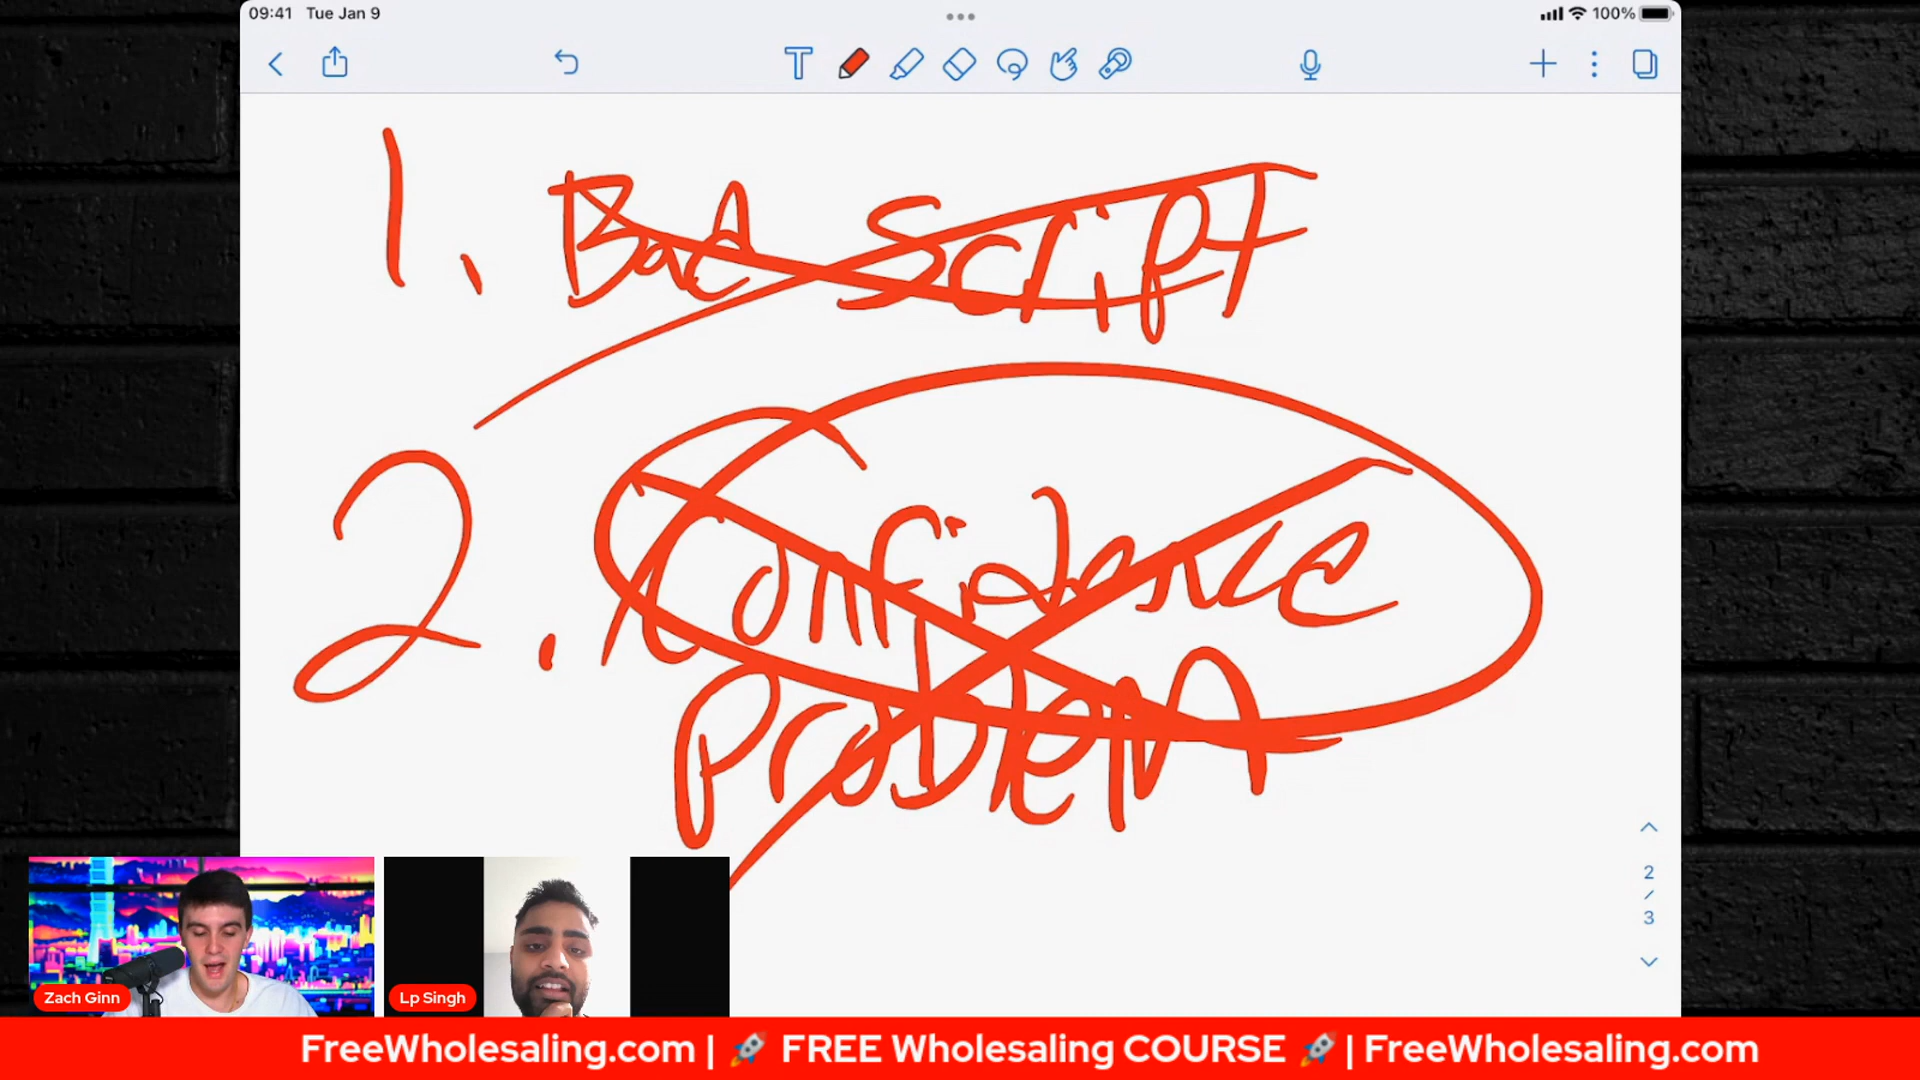 09:41 Tue Jan 9
100%
T
1. Bad Script
2. Confidence
Problem
2
/
3
Zach Ginn
Lp Singh
FreeWholesaling.com | 🚀 FREE Wholesaling COURSE 🚀 | FreeWholesaling.com